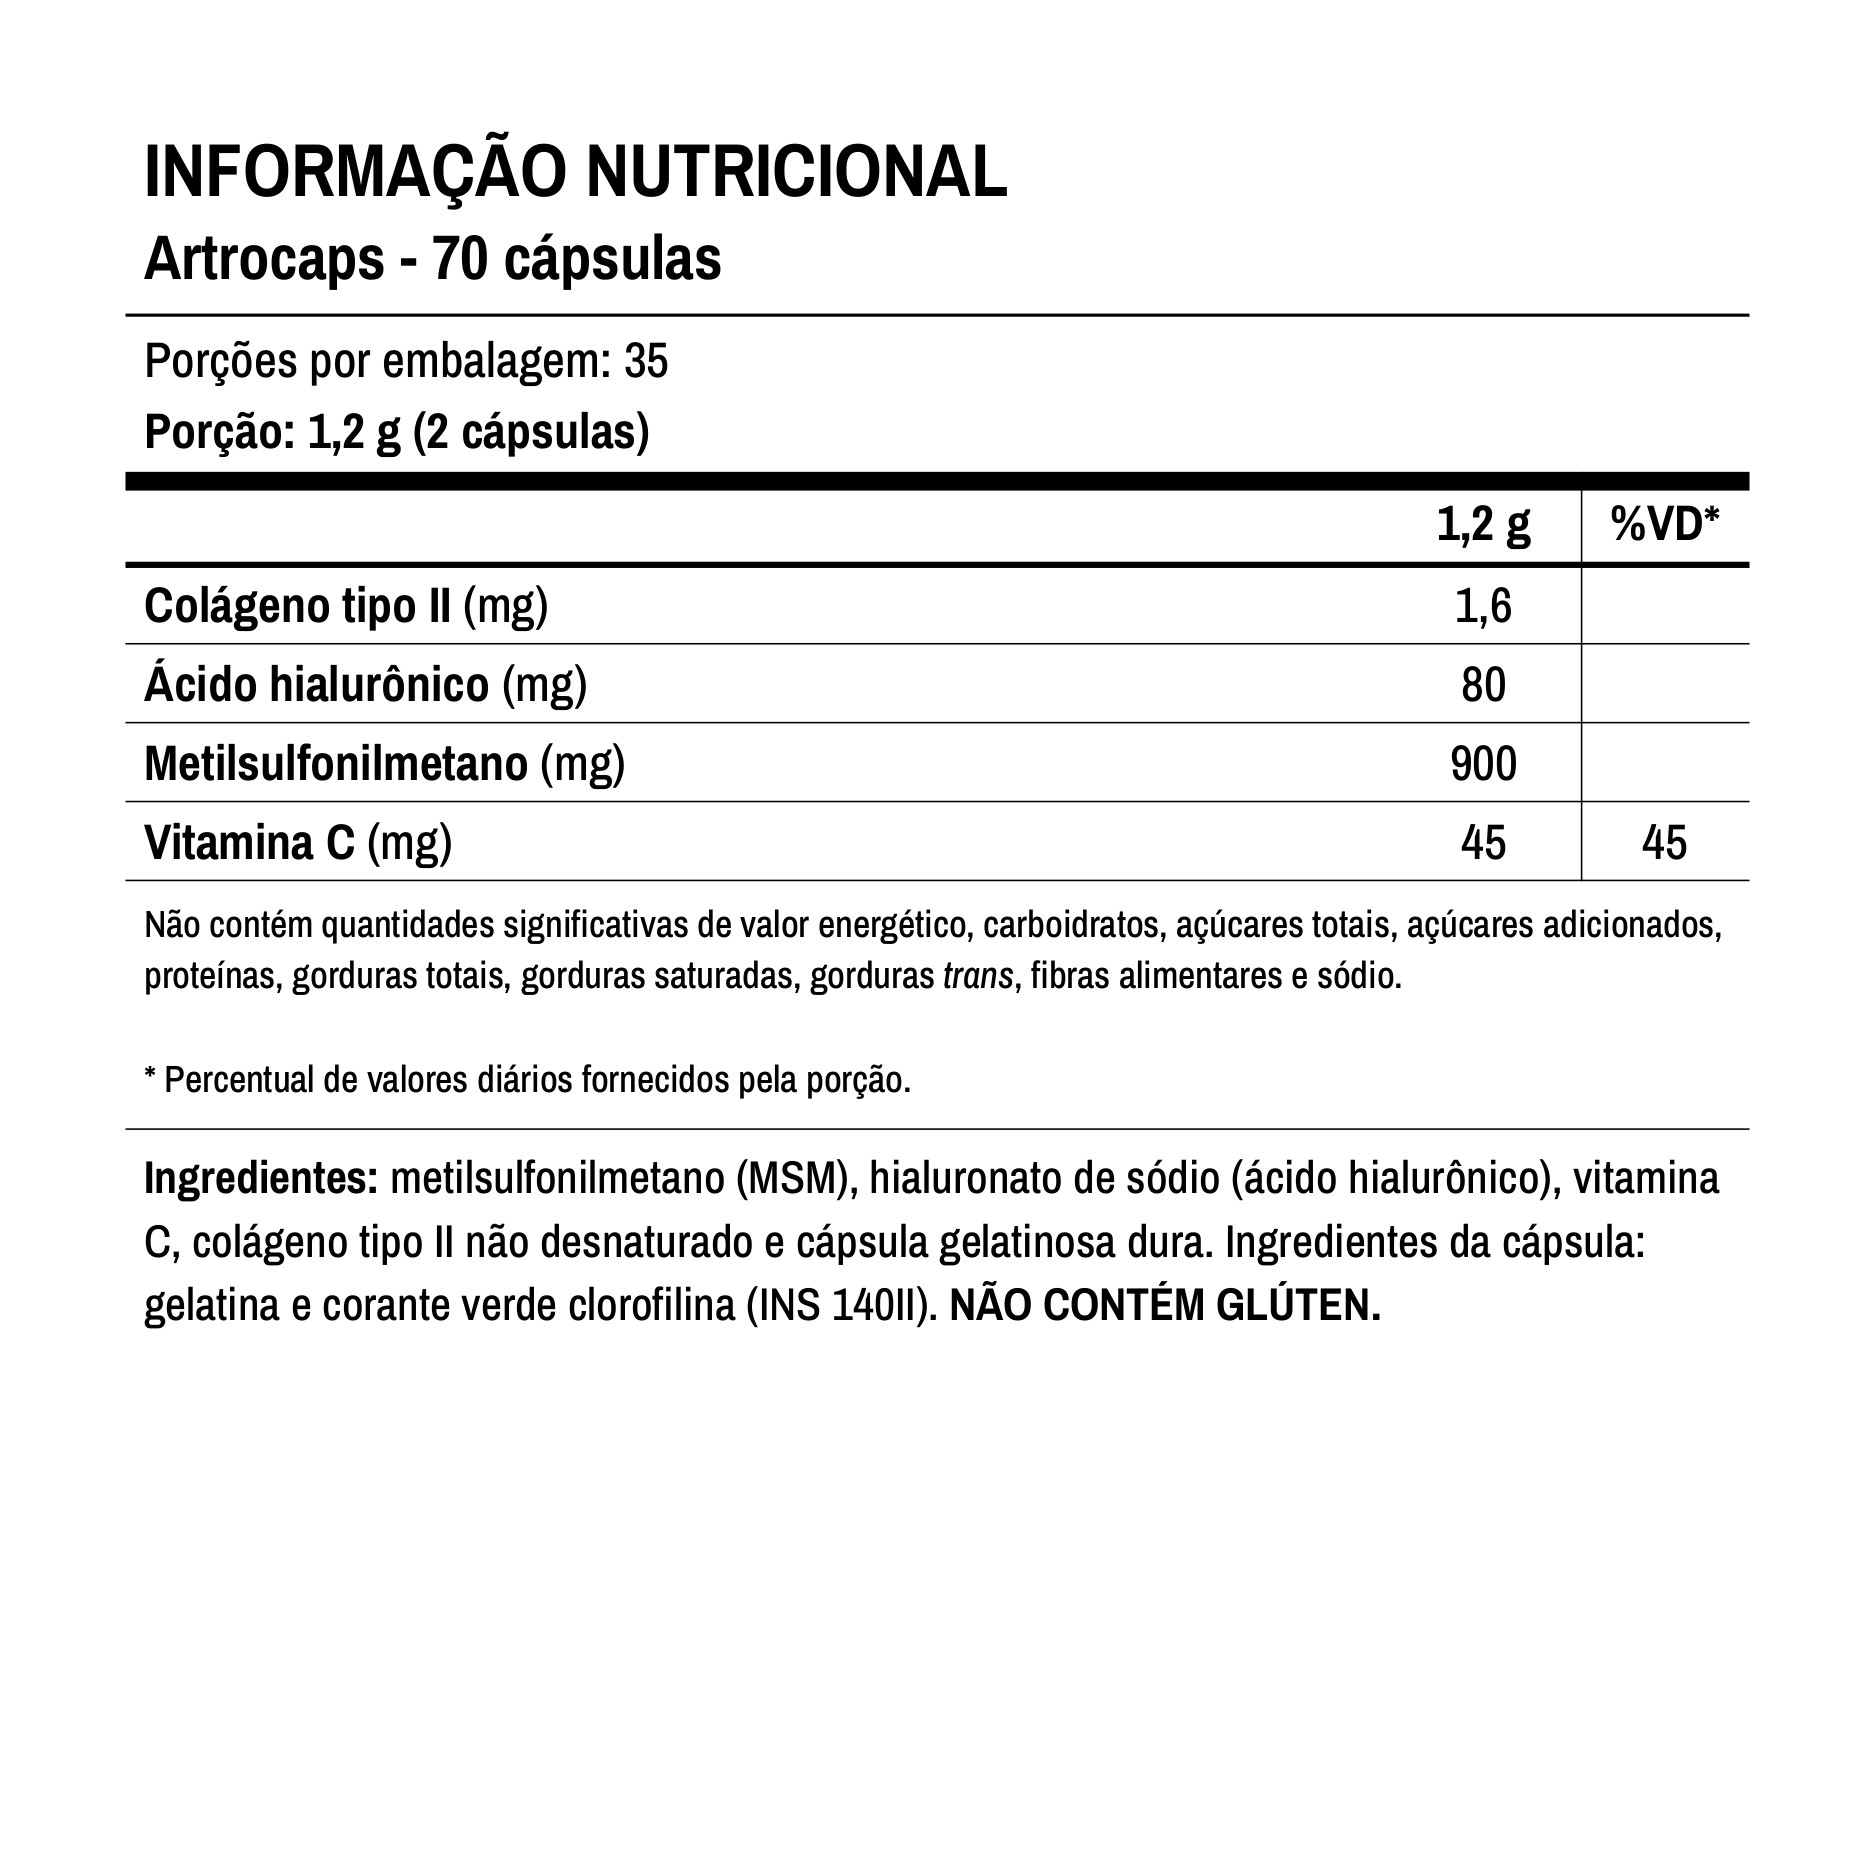 INFORMAÇÃO NUTRICIONAL
Artrocaps - 70 cápsulas
Porções por embalagem: 35
Porção: 1,2 g (2 cápsulas)
1,2 g %VD*
Colágeno tipo II (mg) 1,6
Ácido hialurônico (mg) 80
Metilsulfonilmetano (mg) 900
Vitamina C (mg) 45 45
Não contém quantidades significativas de valor energético, carboidratos, açúcares totais, açúcares adicionados,
proteínas, gorduras totais, gorduras saturadas, gorduras trans, fibras alimentares e sódio.
* Percentual de valores diários fornecidos pela porção.
Ingredientes: metilsulfonilmetano (MSM), hialuronato de sódio (ácido hialurônico), vitamina
C, colágeno tipo II não desnaturado e cápsula gelatinosa dura. Ingredientes da cápsula:
gelatina e corante verde clorofilina (INS 140II). NÃO CONTÉM GLÚTEN.